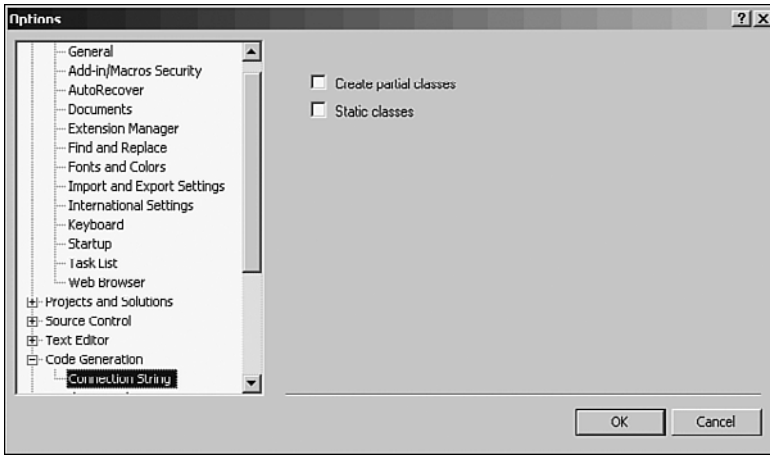 Options
General
Add-in/Macros Security
AutoRecover
Documents
Extension Manager
Find and Replace
Fonts and Colors
Import and Export Settings
International Settings
Keyboard
Startup
Task List
Web Browser
Projects and Solutions
Source Control
Text Editor
Code Generation
Connection String
Create partial classes
Static classes
OK
Cancel